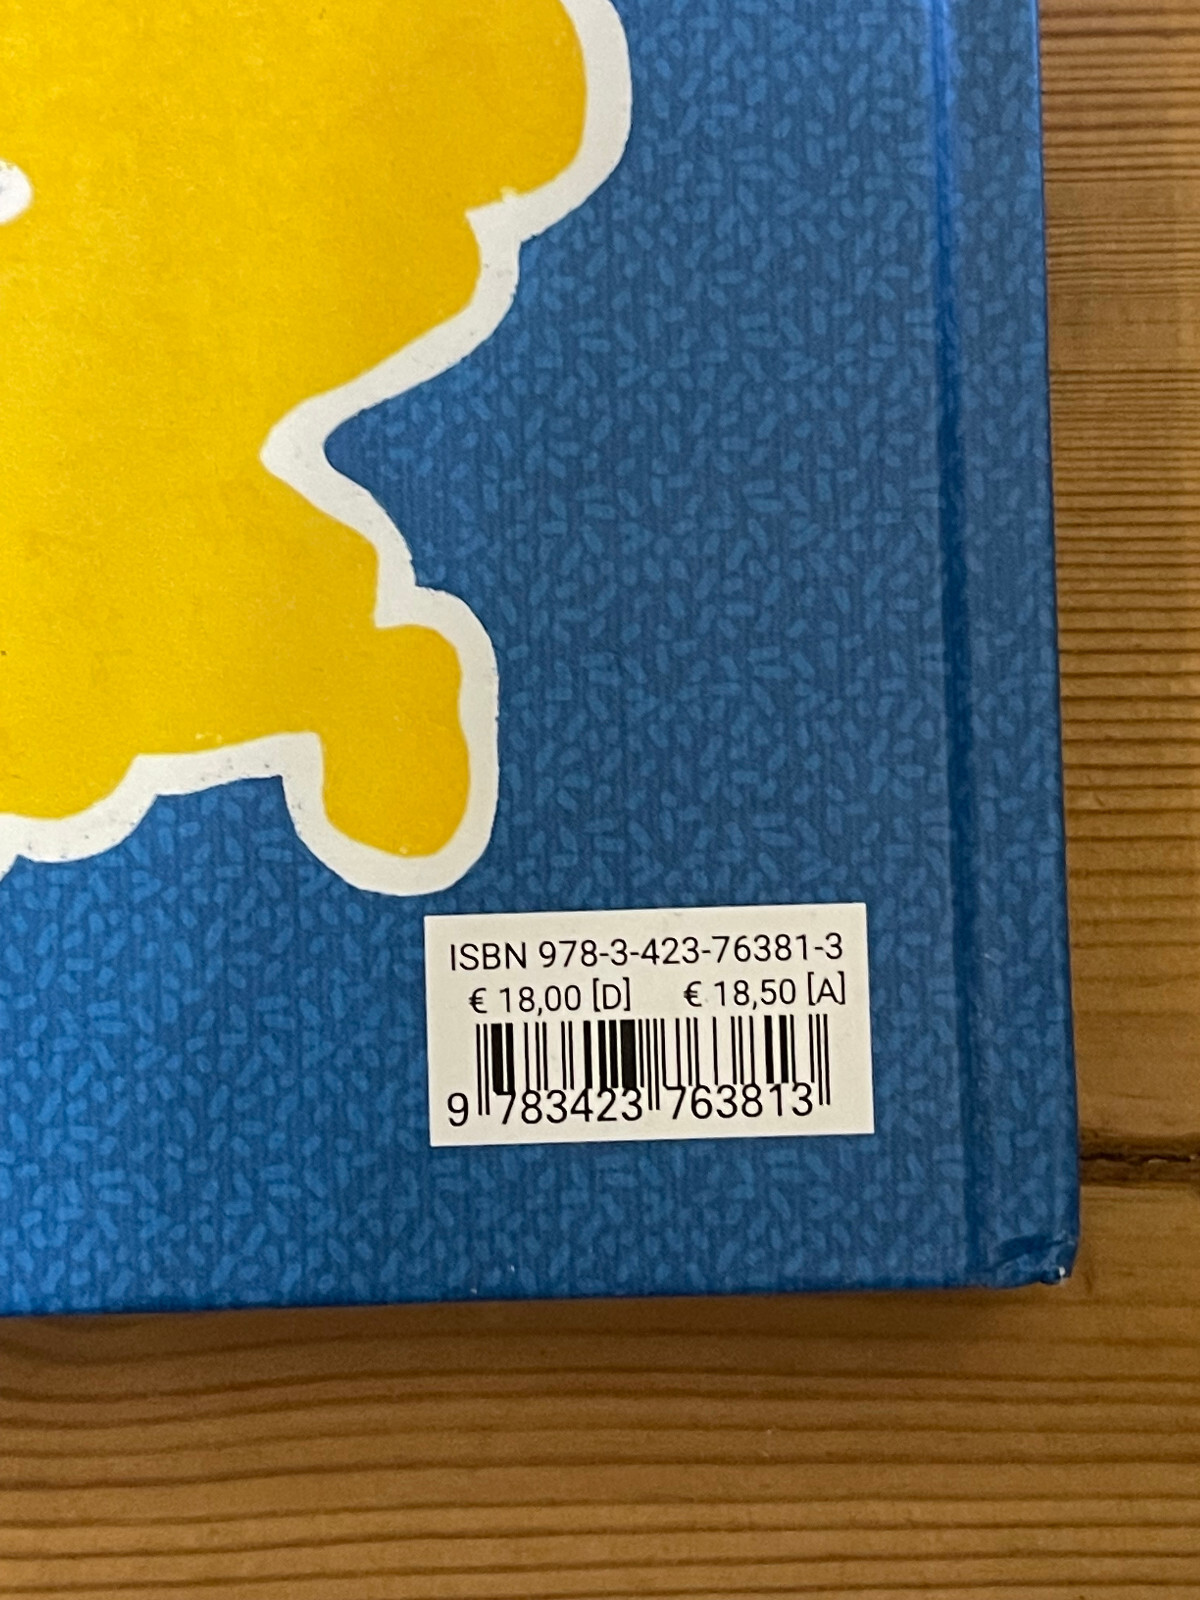 ISBN 978-3-423-76381-3
€ 18,00 [D] € 18,50 [A]
9 783423 763813